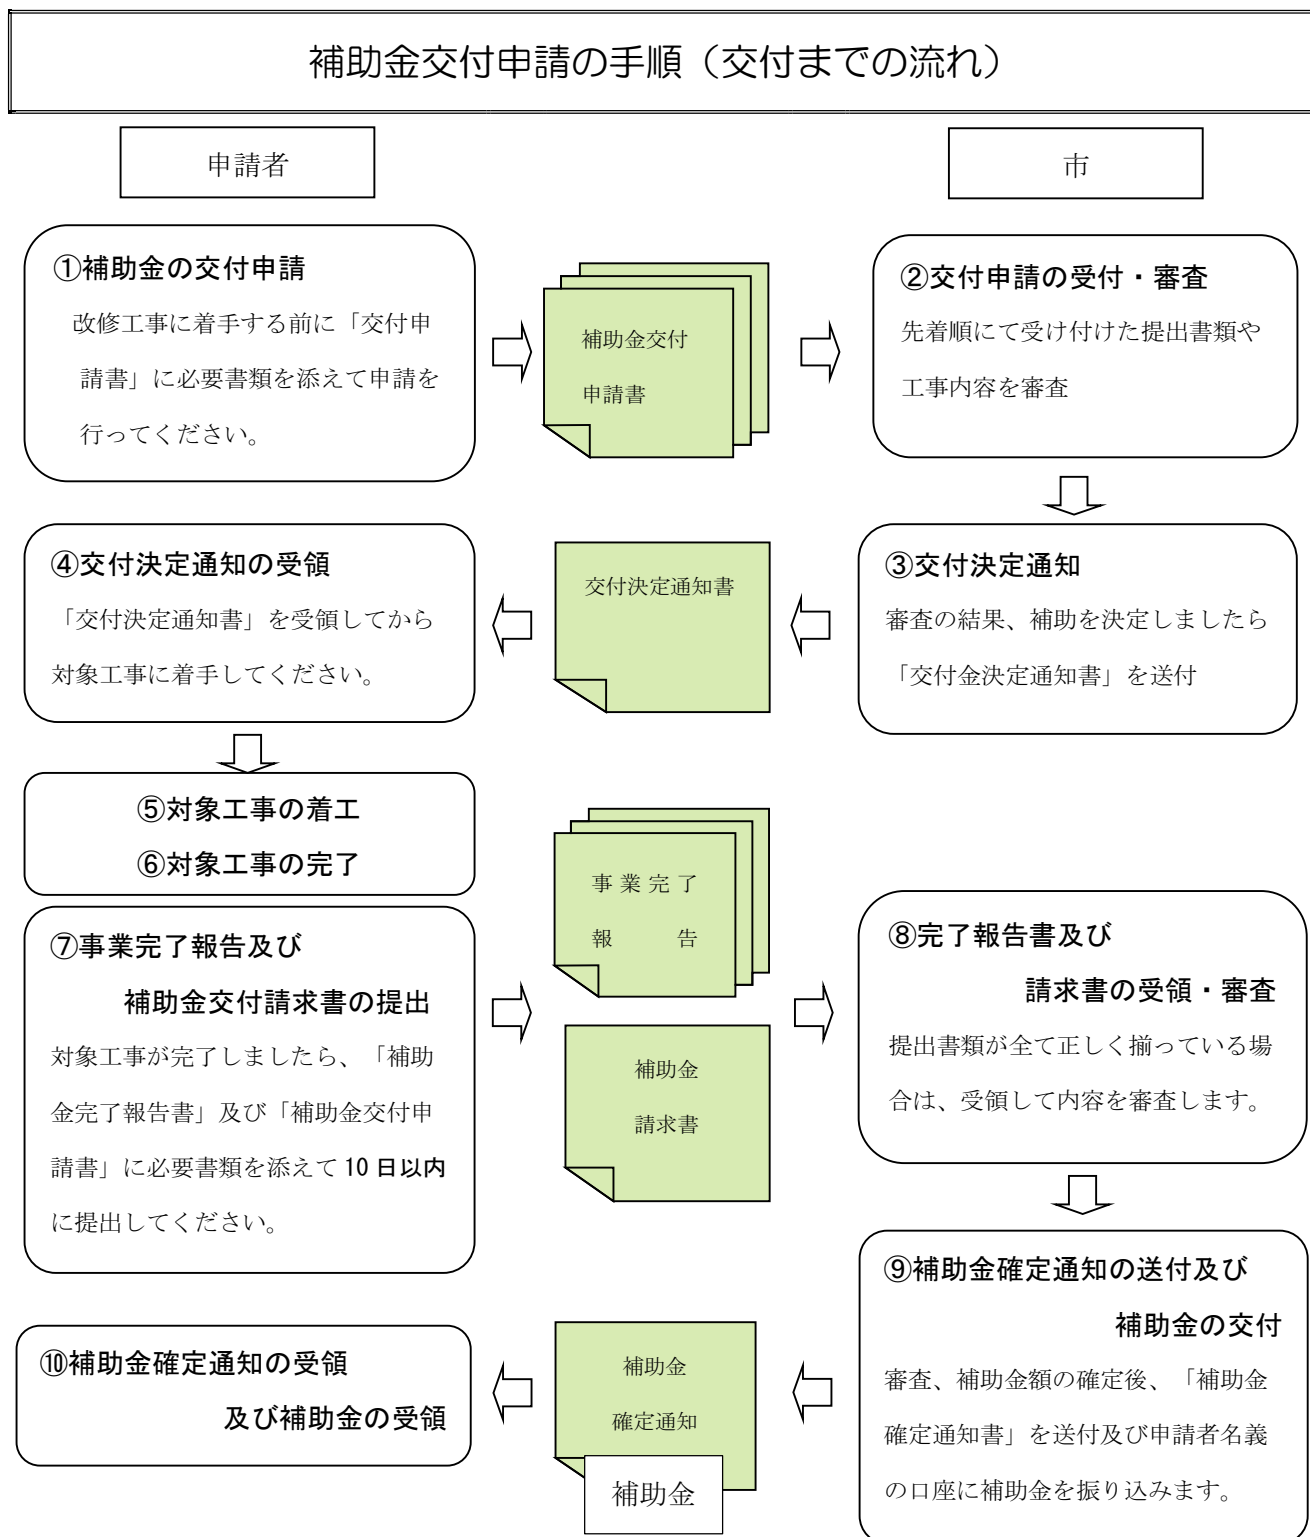 補助金交付申請の手順（交付までの流れ）
申請者
市
①補助金の交付申請
改修工事に着手する前に「交付申
請書」に必要書類を添えて申請を
行ってください。
補助金交付
申請書
②交付申請の受付・審査
先着順にて受け付けた提出書類や
工事内容を審査
③交付決定通知
審査の結果、補助を決定しましたら
「交付金決定通知書」を送付
交付決定通知書
④交付決定通知の受領
「交付決定通知書」を受領してから
対象工事に着手してください。
⑤対象工事の着工
⑥対象工事の完了
⑦事業完了報告及び
補助金交付請求書の提出
対象工事が完了しましたら、「補助
金完了報告書」及び「補助金交付申
請書」に必要書類を添えて10日以内
に提出してください。
事業完了
報　　告
補助金
請求書
⑧完了報告書及び
請求書の受領・審査
提出書類が全て正しく揃っている場
合は、受領して内容を審査します。
⑨補助金確定通知の送付及び
補助金の交付
審査、補助金額の確定後、「補助金
確定通知書」を送付及び申請者名義
の口座に補助金を振り込みます。
補助金
確定通知
補助金
⑩補助金確定通知の受領
及び補助金の受領